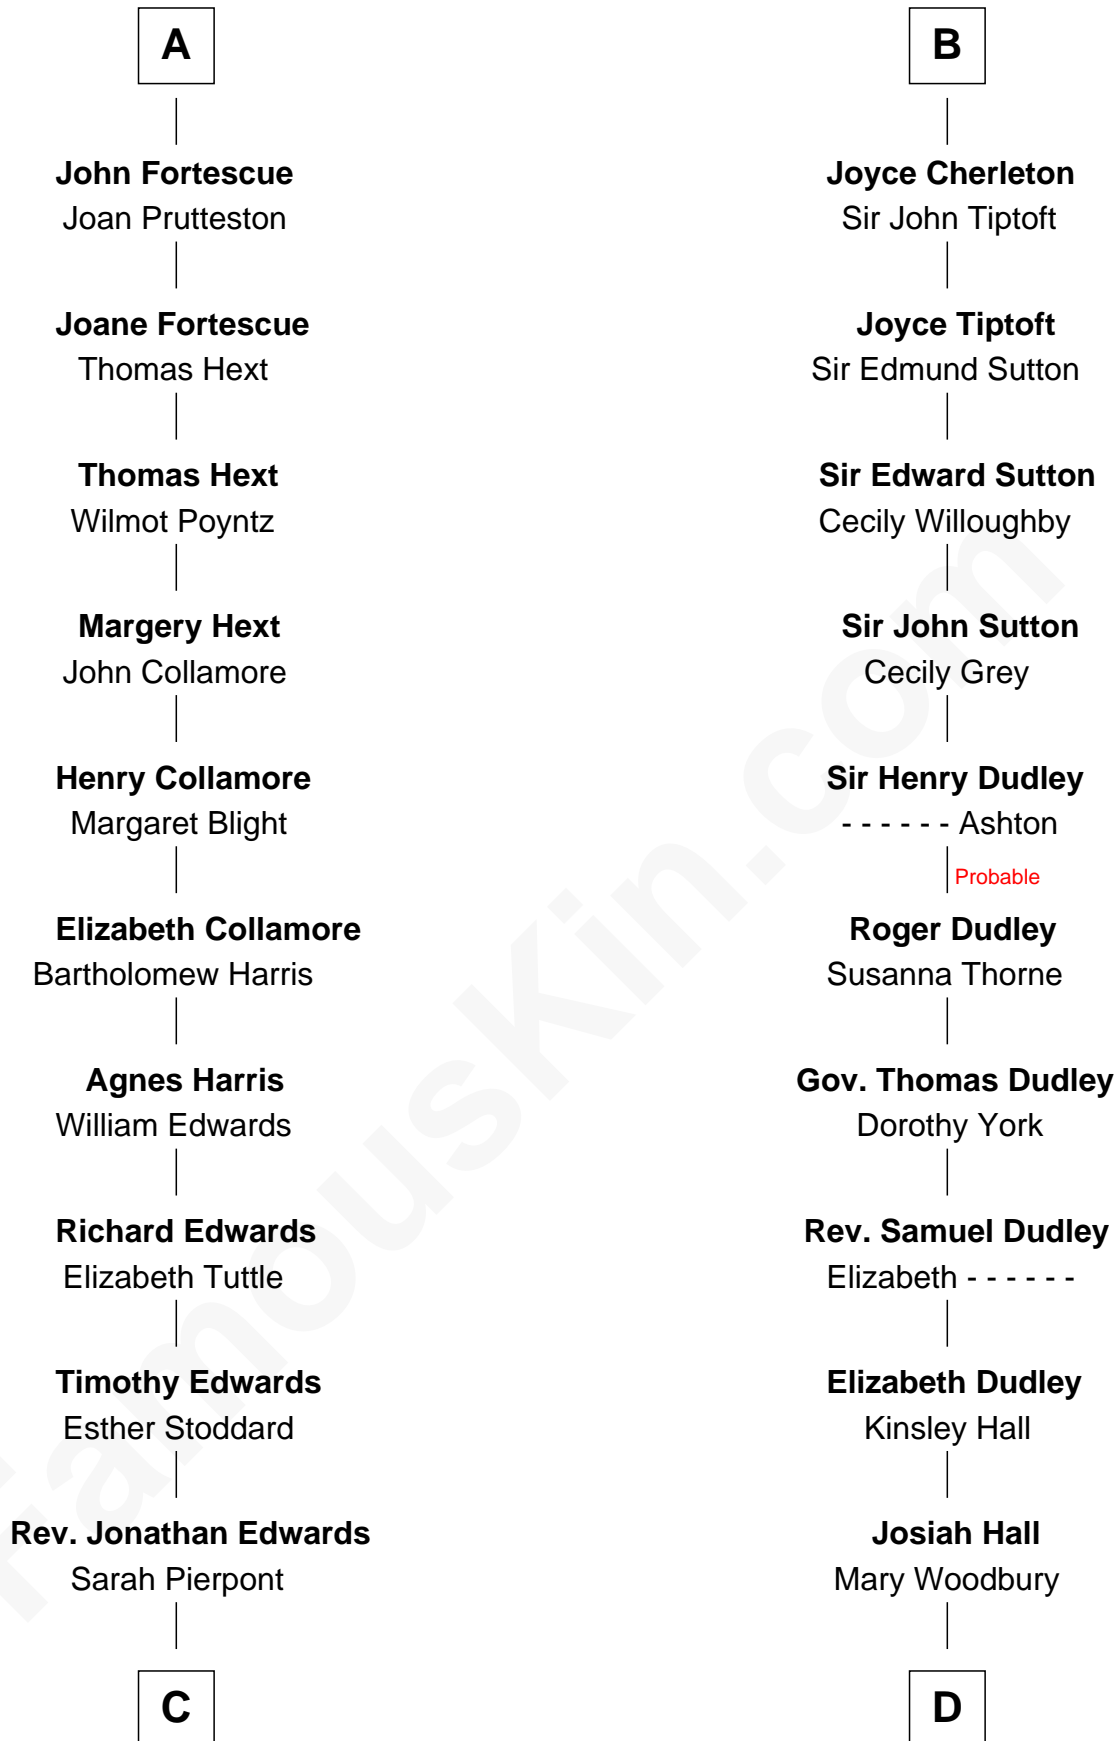 A
John Fortescue
Joan Prutteston
Joane Fortescue
Thomas Hext
Thomas Hext
Wilmot Poyntz
Margery Hext
John Collamore
Henry Collamore
Margaret Blight
Elizabeth Collamore
Bartholomew Harris
Agnes Harris
William Edwards
Richard Edwards
Elizabeth Tuttle
Timothy Edwards
Esther Stoddard
Rev. Jonathan Edwards
Sarah Pierpont
C
B
Joyce Cherleton
Sir John Tiptoft
Joyce Tiptoft
Sir Edmund Sutton
Sir Edward Sutton
Cecily Willoughby
Sir John Sutton
Cecily Grey
Sir Henry Dudley
- - - - - - Ashton
Probable
Roger Dudley
Susanna Thorne
Gov. Thomas Dudley
Dorothy York
Rev. Samuel Dudley
Elizabeth - - - - - -
Elizabeth Dudley
Kinsley Hall
Josiah Hall
Mary Woodbury
D
FamousKin.com